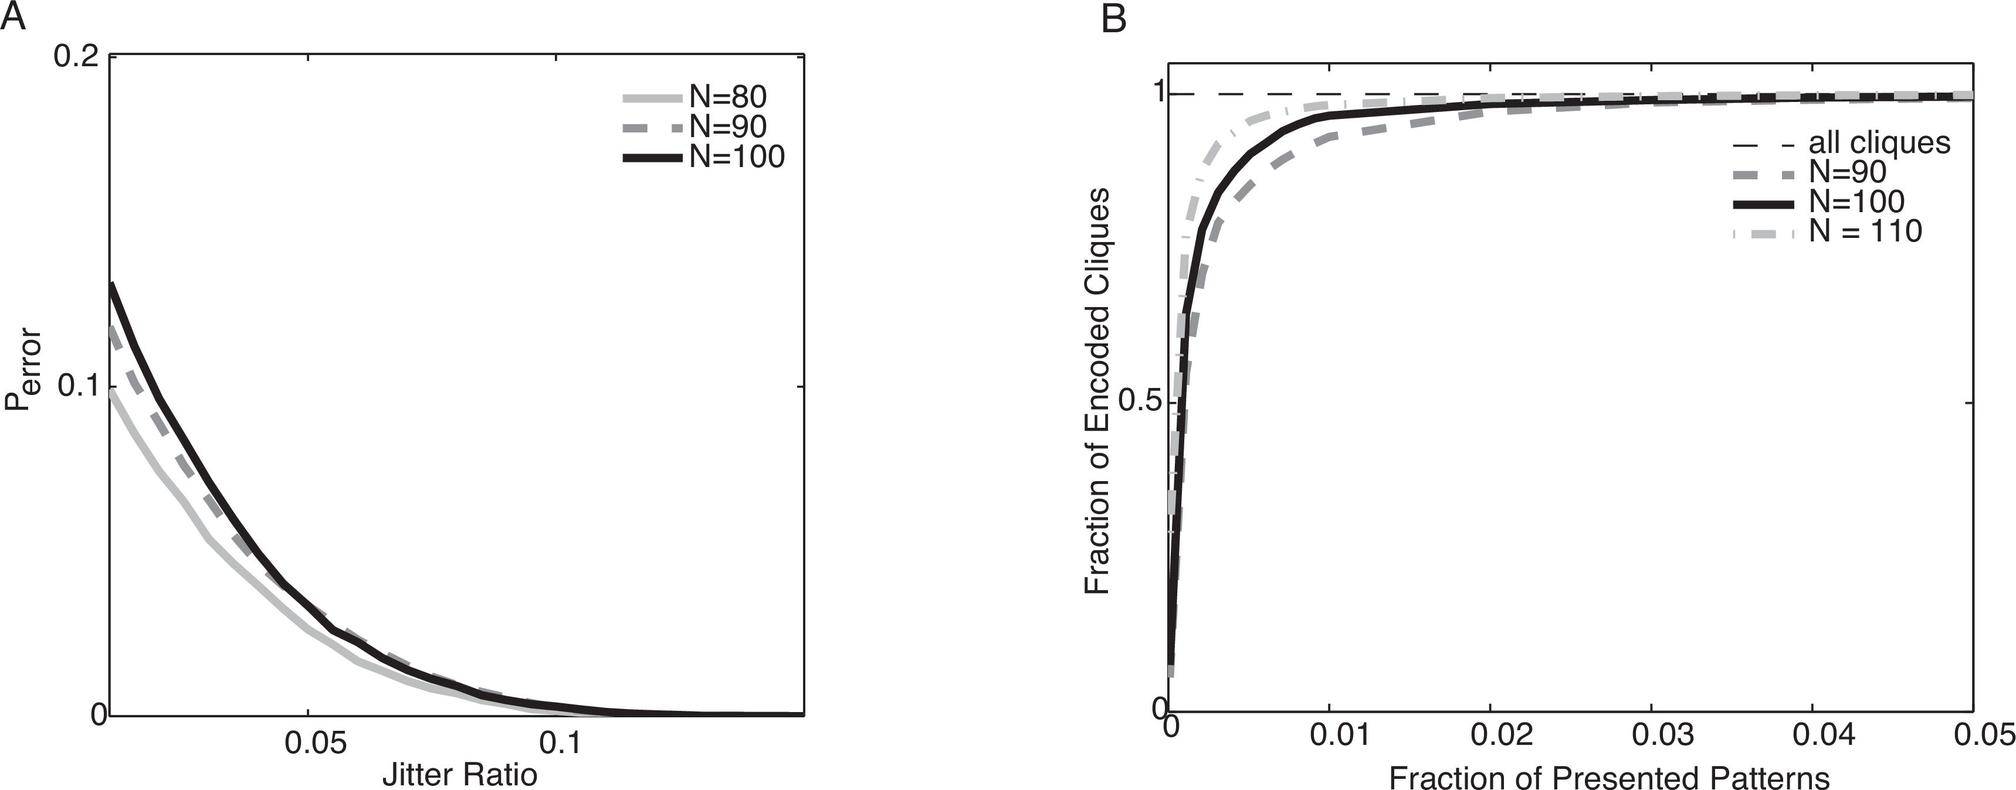 A
0.2
N=80
N=90
N=100
0.1
Perror
0
0.05
0.1
Jitter Ratio
B
1
all cliques
N=90
N=100
N = 110
0.5
Fraction of Encoded Cliques
0
0
0.01
0.02
0.03
0.04
0.05
Fraction of Presented Patterns